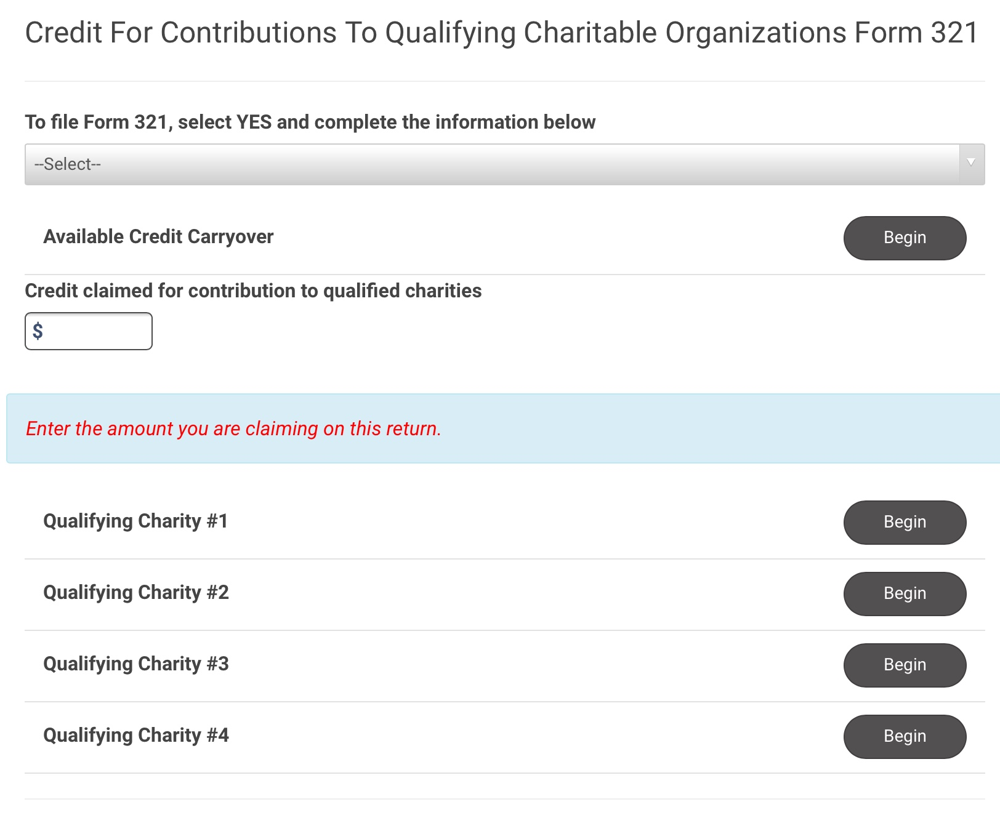 Credit For Contributions To Qualifying Charitable Organizations Form 321
To file Form 321, select YES and complete the information below
--Select--
Available Credit Carryover
Begin
Credit claimed for contribution to qualified charities
$
Enter the amount you are claiming on this return.
Qualifying Charity #1
Begin
Qualifying Charity #2
Begin
Qualifying Charity #3
Begin
Qualifying Charity #4
Begin